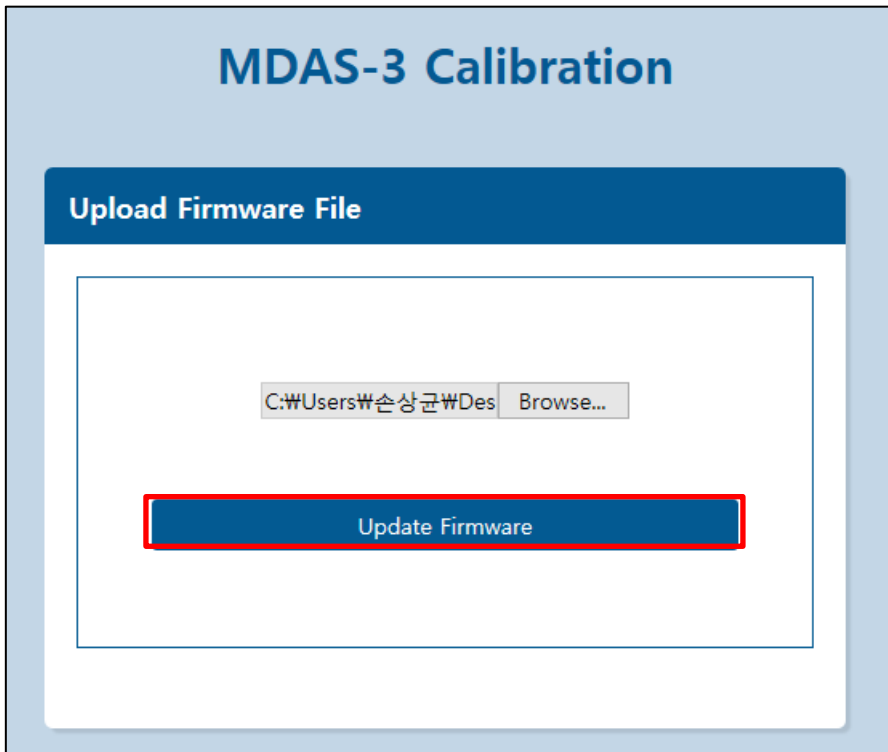 MDAS-3 Calibration
Upload Firmware File
C:₩Users₩손상균₩Des Browse...
Update Firmware